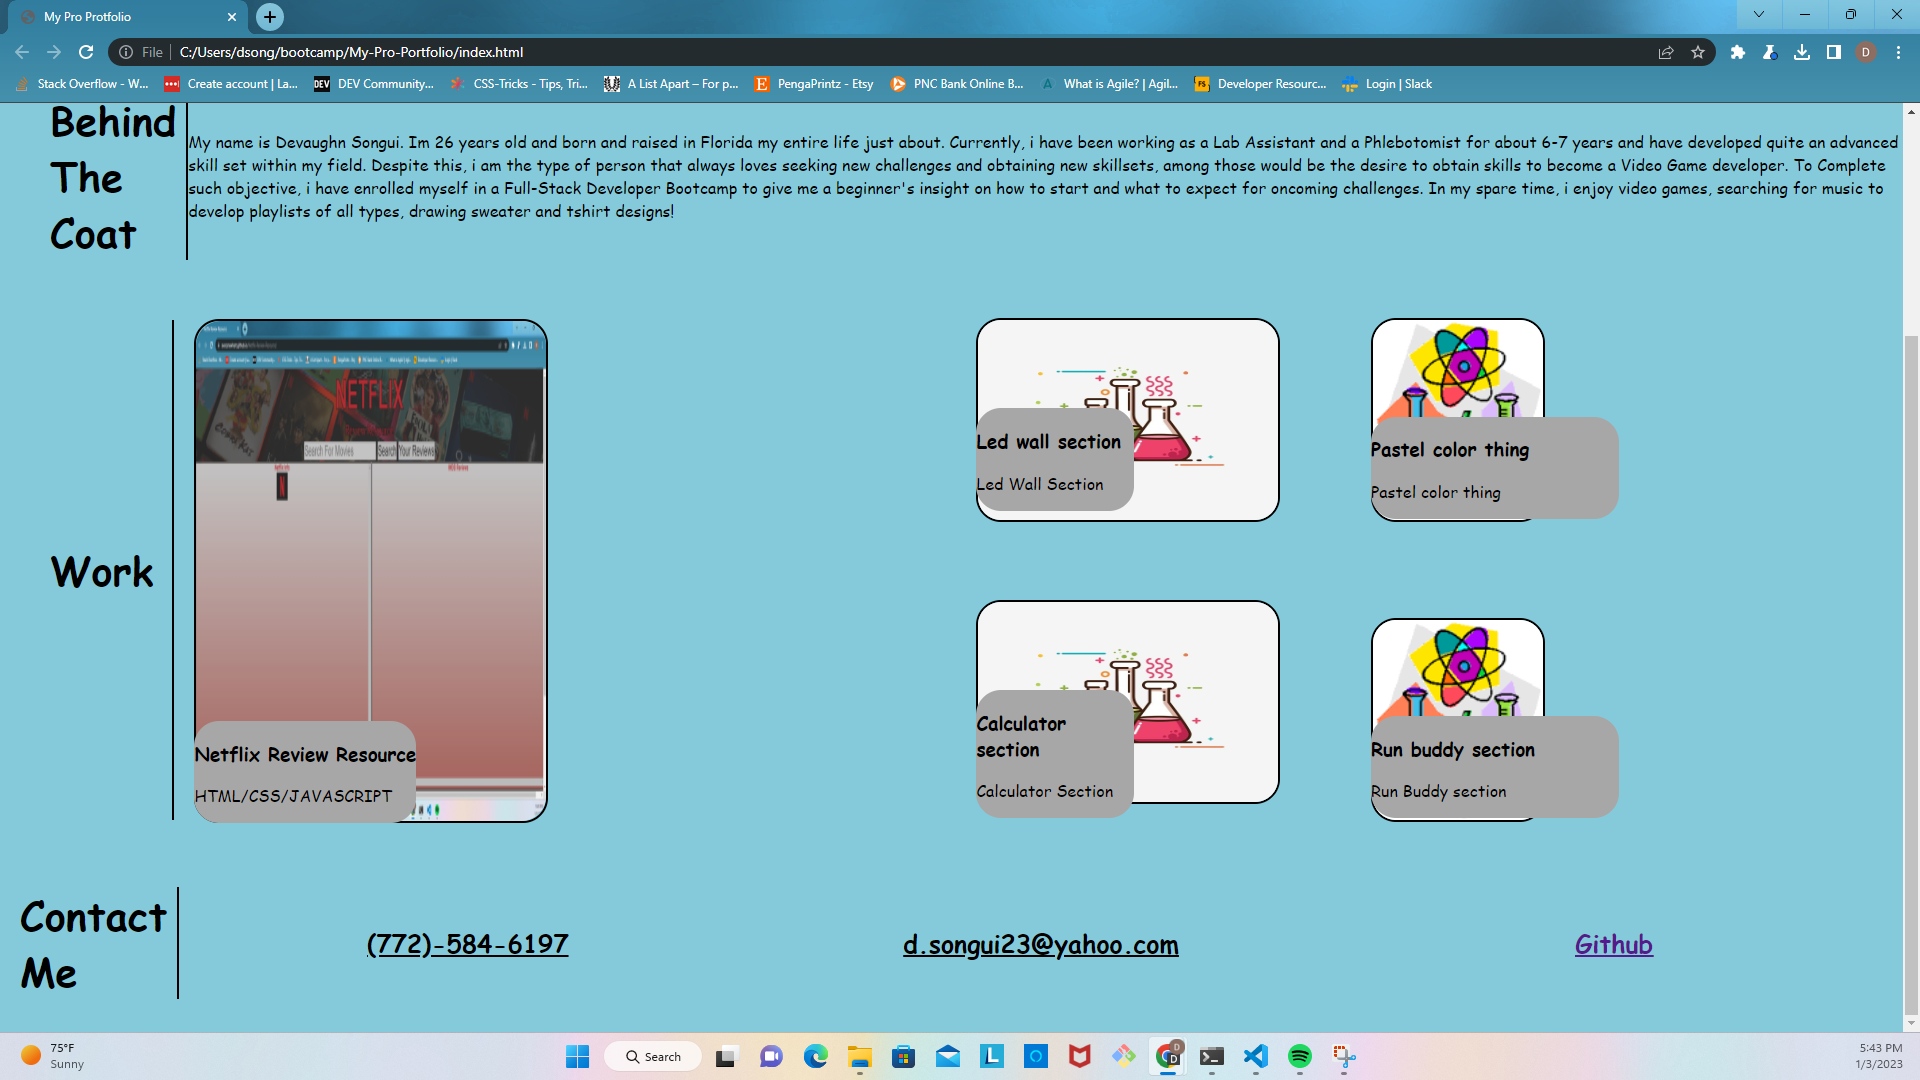 My Pro Protfolio
File C:/Users/dsong/bootcamp/My-Pro-Portfolio/index.html D
Stack Overflow - W... Create account | La... DEV DEV Community... CSS-Tricks - Tips, Tri... A List Apart – For p... E PengaPrintz - Etsy PNC Bank Online B... A What is Agile? | Agil... FS Developer Resourc... Login | Slack
Behind
The
Coat
My name is Devaughn Songui. Im 26 years old and born and raised in Florida my entire life just about. Currently, i have been working as a Lab Assistant and a Phlebotomist for about 6-7 years and have developed quite an advanced
skill set within my field. Despite this, i am the type of person that always loves seeking new challenges and obtaining new skillsets, among those would be the desire to obtain skills to become a Video Game developer. To Complete
such objective, i have enrolled myself in a Full-Stack Developer Bootcamp to give me a beginner's insight on how to start and what to expect for oncoming challenges. In my spare time, i enjoy video games, searching for music to
develop playlists of all types, drawing sweater and tshirt designs!
Work
NETFLIX
Search For Movies Search Your Reviews
N
Netflix Review Resource
HTML/CSS/JAVASCRIPT
Led wall section
Led Wall Section
Pastel color thing
Pastel color thing
Calculator
section
Calculator Section
Run buddy section
Run Buddy section
Contact
Me
(772)-584-6197
d.songui23@yahoo.com
Github
75°F
Sunny
Search
L
D
D
5:43 PM
1/3/2023